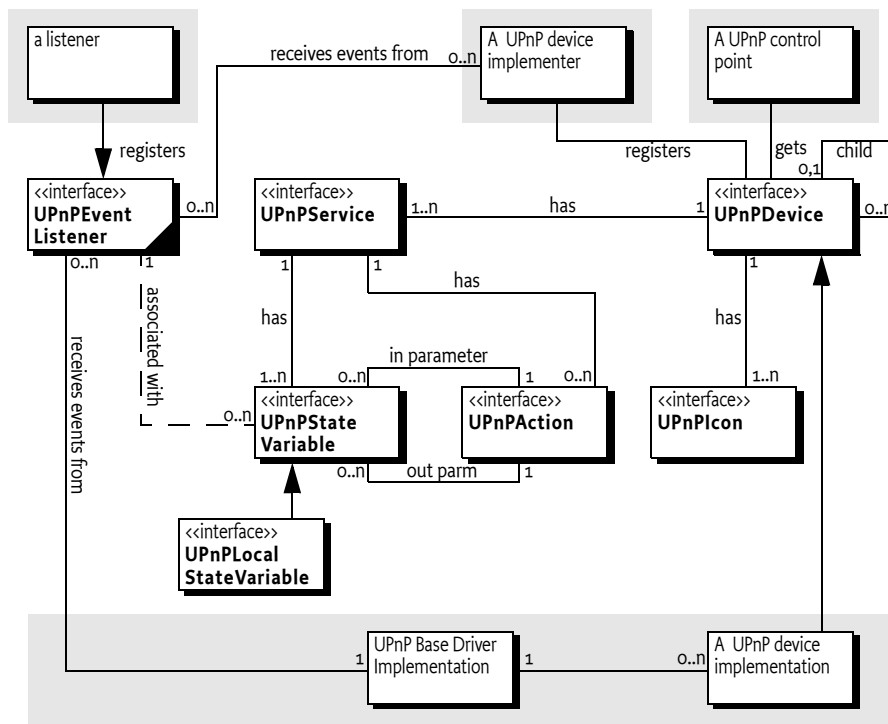 a listener
receives events from
0..n
A UPnP device
implementer
A UPnP control
point
registers
registers
gets
child
0,1
<<interface>>
UPnPEvent
Listener
0..n
<<interface>>
UPnPService
1..n
has
1
<<interface>>
UPnPDevice
0..n
0..n
1
1
1
1
has
has
has
associated with
receives events from
in parameter
1..n
0..n
1
0..n
1..n
0..n
<<interface>>
UPnPState
Variable
<<interface>>
UPnPAction
<<interface>>
UPnPIcon
0..n
out parm
1
<<interface>>
UPnPLocal
StateVariable
1
UPnP Base Driver
Implementation
1
0..n
A UPnP device
implementation